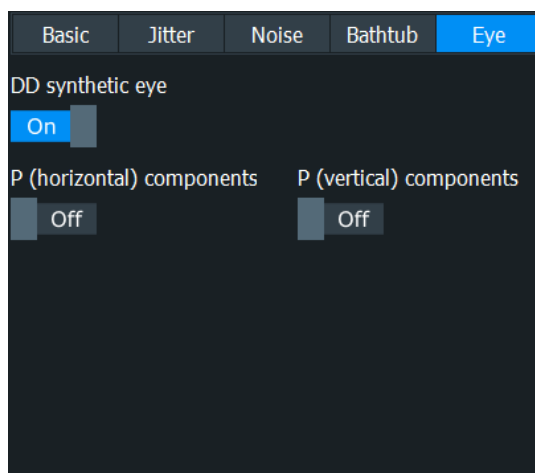 Basic Jitter Noise Bathtub Eye
DD synthetic eye
On
P (horizontal) components P (vertical) components
Off Off